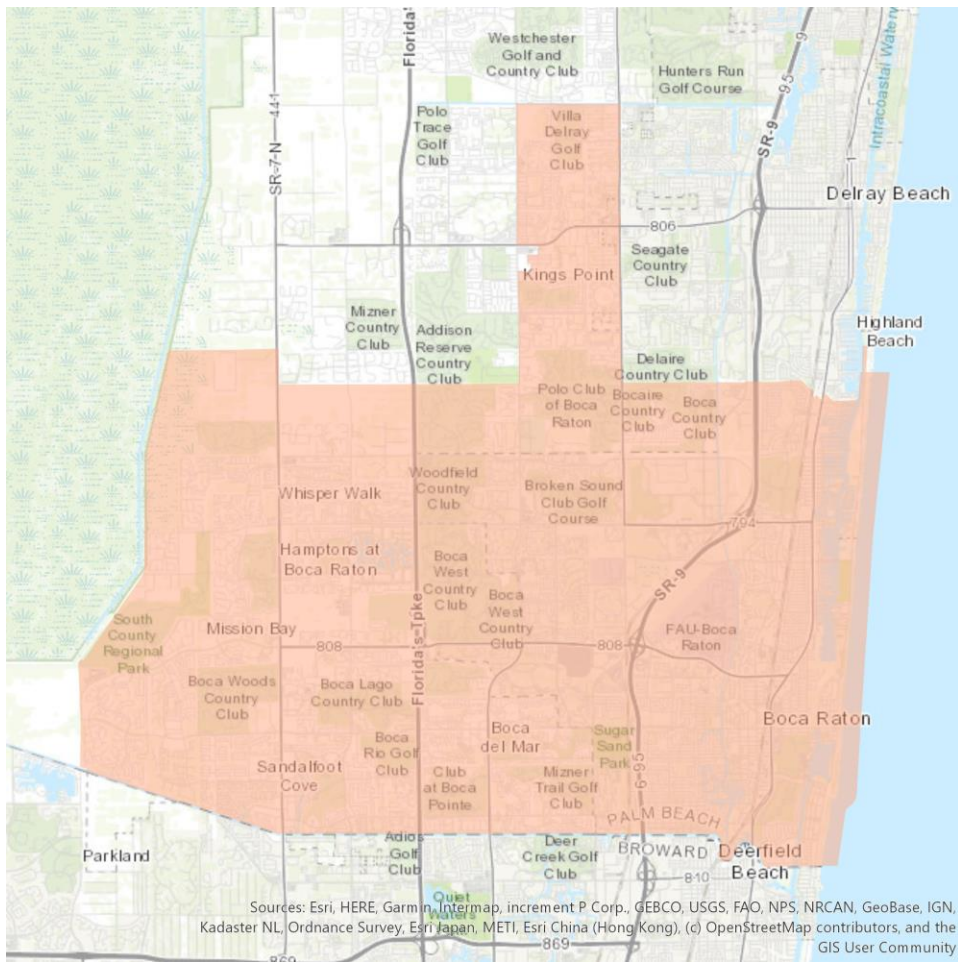 Florida's
Westchester
Golf and
Country Club
Hunters Run
Golf Course
9
95
SR-9
Intracoastal Waterw
SR-7-N
441
Polo
Trace
Golf
Club
Villa
Delray
Golf
Club
1
Delray Beach
806
Seagate
Country
Club
Kings Point
Mizner
Country
Club
Addison
Reserve
Country
Club
Highland
Beach
Delaire
Country Club
Polo Club
of Boca
Raton
Bocaire
Country
Club
Boca
Country
Club
Whisper Walk
Woodfield
Country
Club
Broken Sound
Club Golf
Course
794
Hamptons at
Boca Raton
Boca
West
Country
Club
Boca
West
Country
Club
SR-9
Florida's Tpke
South
County
Regional
Park
Mission Bay
808
808
FAU-Boca
Raton
Boca Woods
Country
Club
Boca Lago
Country Club
Boca Raton
Boca
del Mar
Boca
Rio Golf
Club
Sugar
Sand
Park
Sandalfoot
Cove
Club
at Boca
Pointe
Mizner
Trail Golf
Club
6-95
PALM BEACH
Parkland
Adios
Golf
Club
Deer
Creek Golf
Club
BROWARD
Deerfield
Beach
810
Quiet
Waters
869
869
Sources: Esri, HERE, Garmin, Intermap, increment P Corp., GEBCO, USGS, FAO, NPS, NRCAN, GeoBase, IGN,
Kadaster NL, Ordnance Survey, Esri Japan, METI, Esri China (Hong Kong), (c) OpenStreetMap contributors, and the
GIS User Community